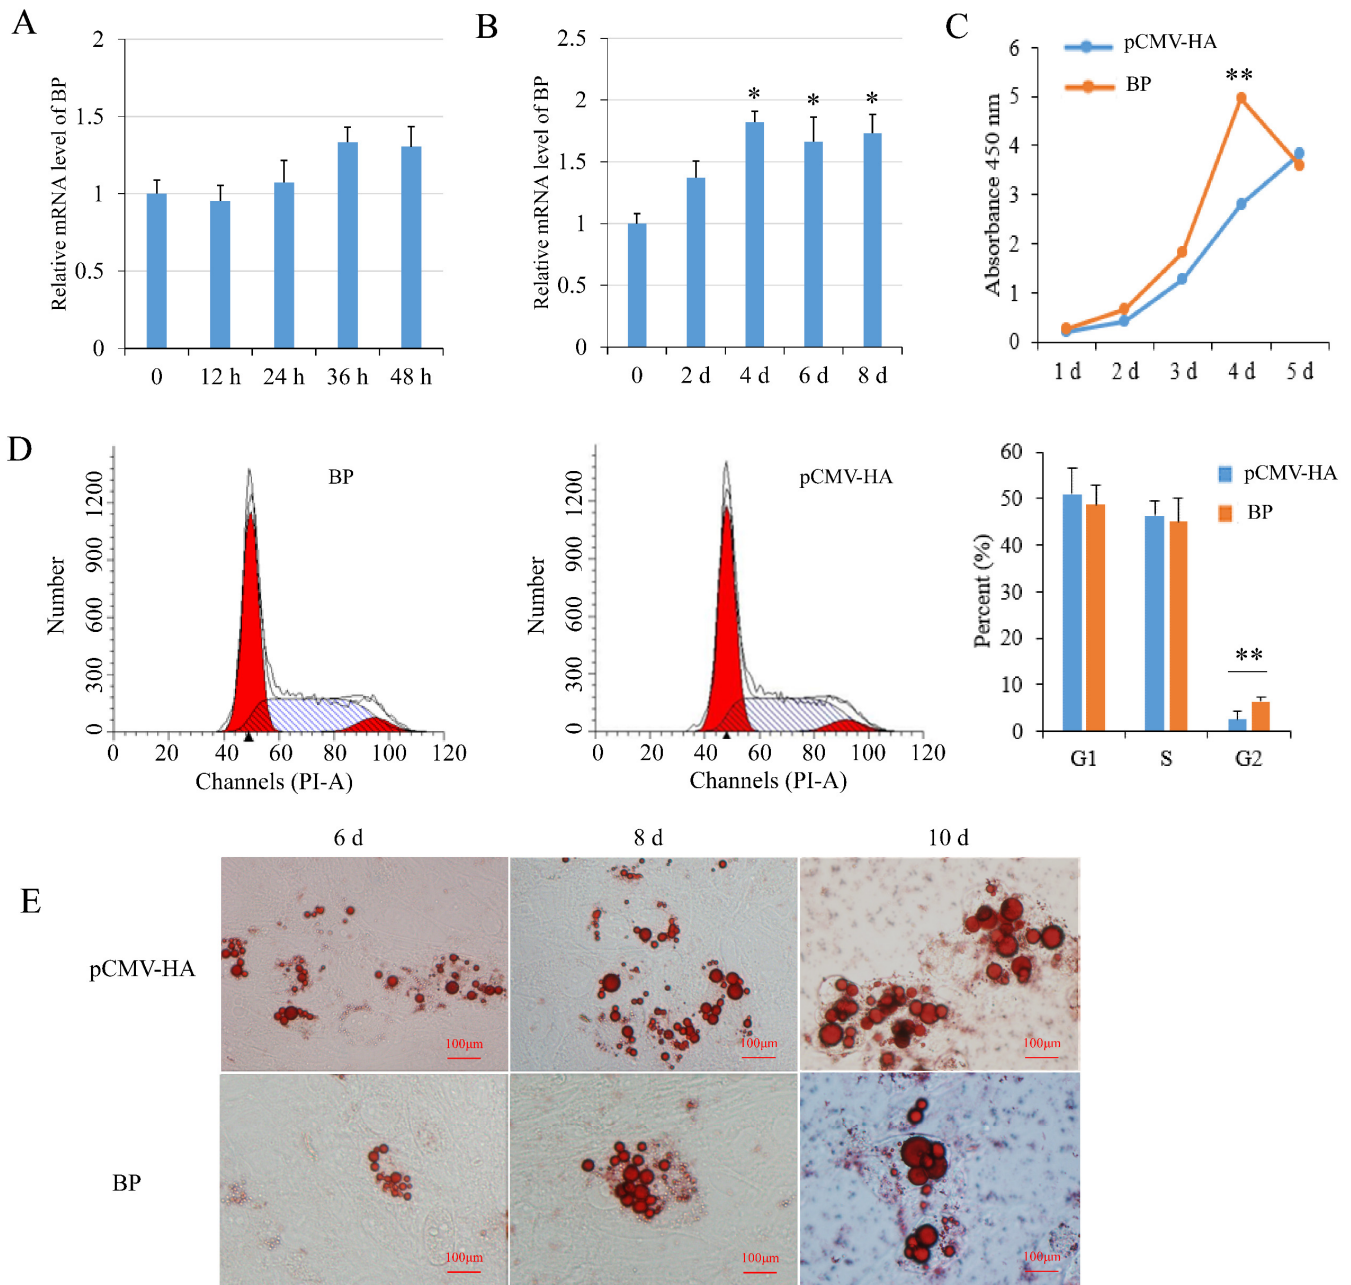 A
Relative mRNA level of BP
2
1.5
1
0.5
0
0 12 h 24 h 36 h 48 h
B
Relative mRNA level of BP
2.5
2
1.5
1
0.5
0
* * *
0 2 d 4 d 6 d 8 d
C
Absorbance 450 nm
6
5
4
3
2
1
0
pCMV-HA
BP
**
1 d 2 d 3 d 4 d 5 d
D
Number
1200
900
600
300
0
BP
0 20 40 60 80 100 120
Channels (PI-A)
Number
1200
900
600
300
0
pCMV-HA
0 20 40 60 80 100 120
Channels (PI-A)
Percent (%)
60
50
40
30
20
10
0
pCMV-HA
BP
**
G1 S G2
E
6 d 8 d 10 d
pCMV-HA
100μm 100μm 100μm
BP
100μm 100μm 100μm